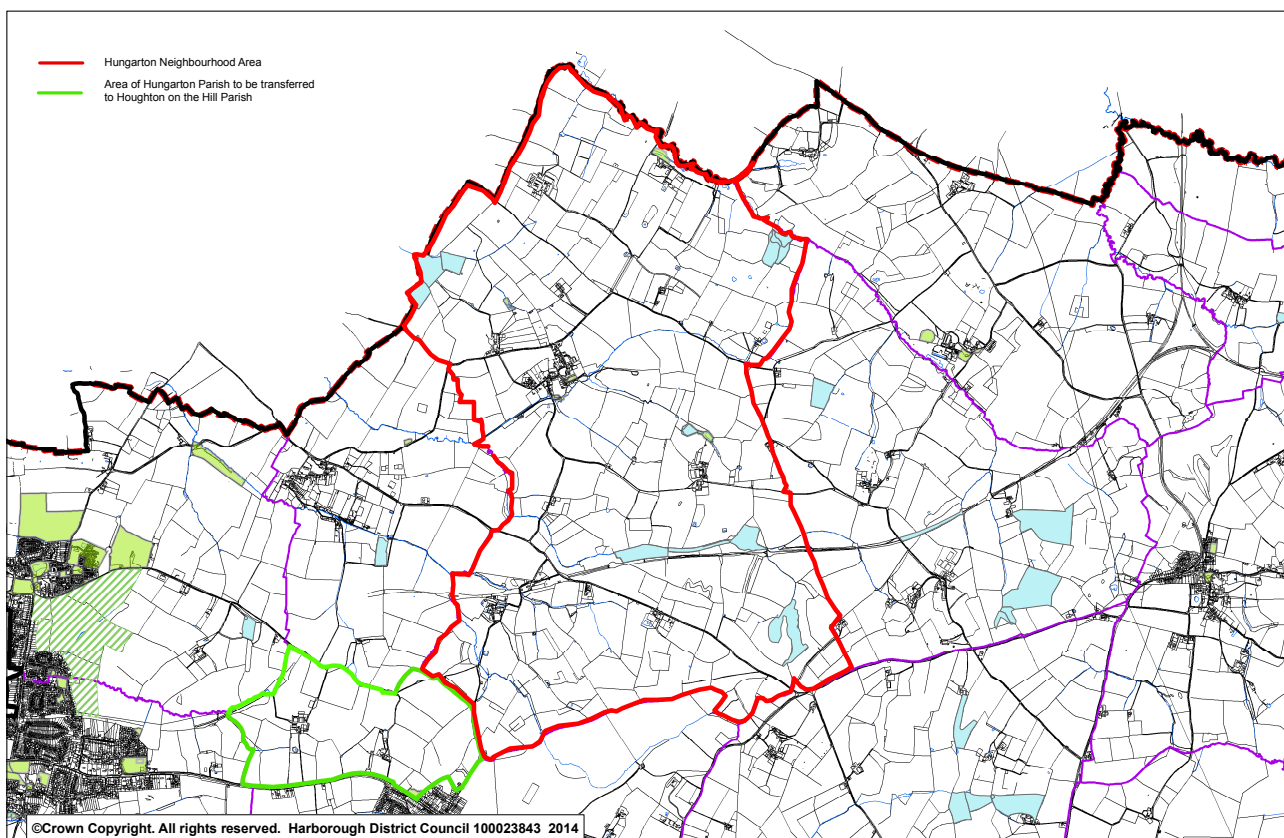 Hungarton Neighbourhood Area
Area of Hungarton Parish to be transferred
to Houghton on the Hill Parish
©Crown Copyright. All rights reserved. Harborough District Council 100023843 2014